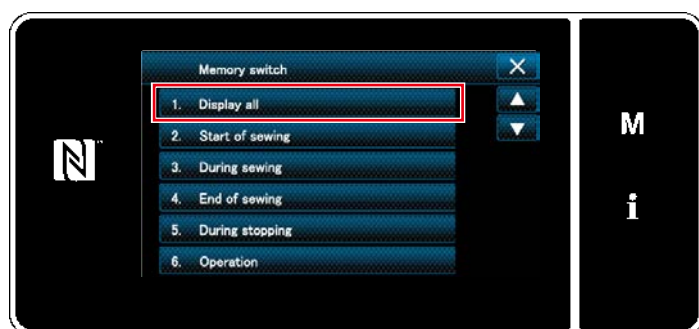 Memory switch
1. Display all
2. Start of sewing
3. During sewing
4. End of sewing
5. During stopping
6. Operation
M
i
N